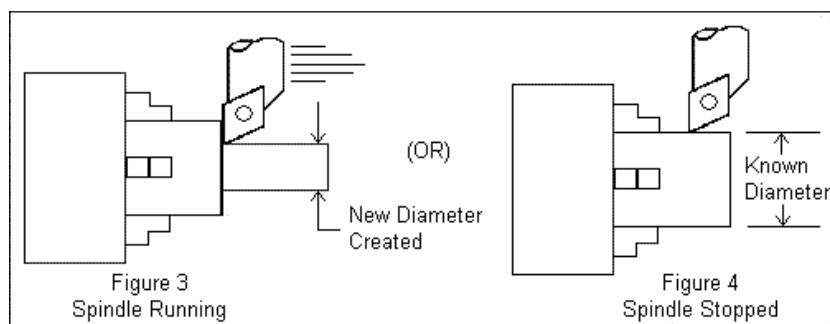 (OR)
New Diameter
Created
Known
Diameter
Figure 3
Spindle Running
Figure 4
Spindle Stopped